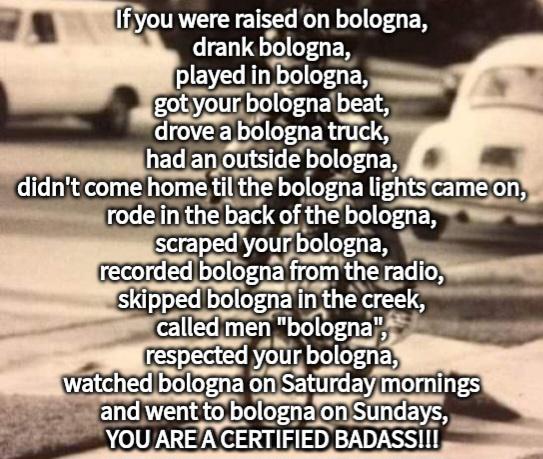 If you were raised on bologna,
drank bologna,
played in bologna,
got your bologna beat,
drove a bologna truck,
had an outside bologna,
didn't come home til the bologna lights came on,
rode in the back of the bologna,
scraped your bologna,
recorded bologna from the radio,
skipped bologna in the creek,
called men "bologna",
respected your bologna,
watched bologna on Saturday mornings
and went to bologna on Sundays,
YOU ARE A CERTIFIED BADASS!!!